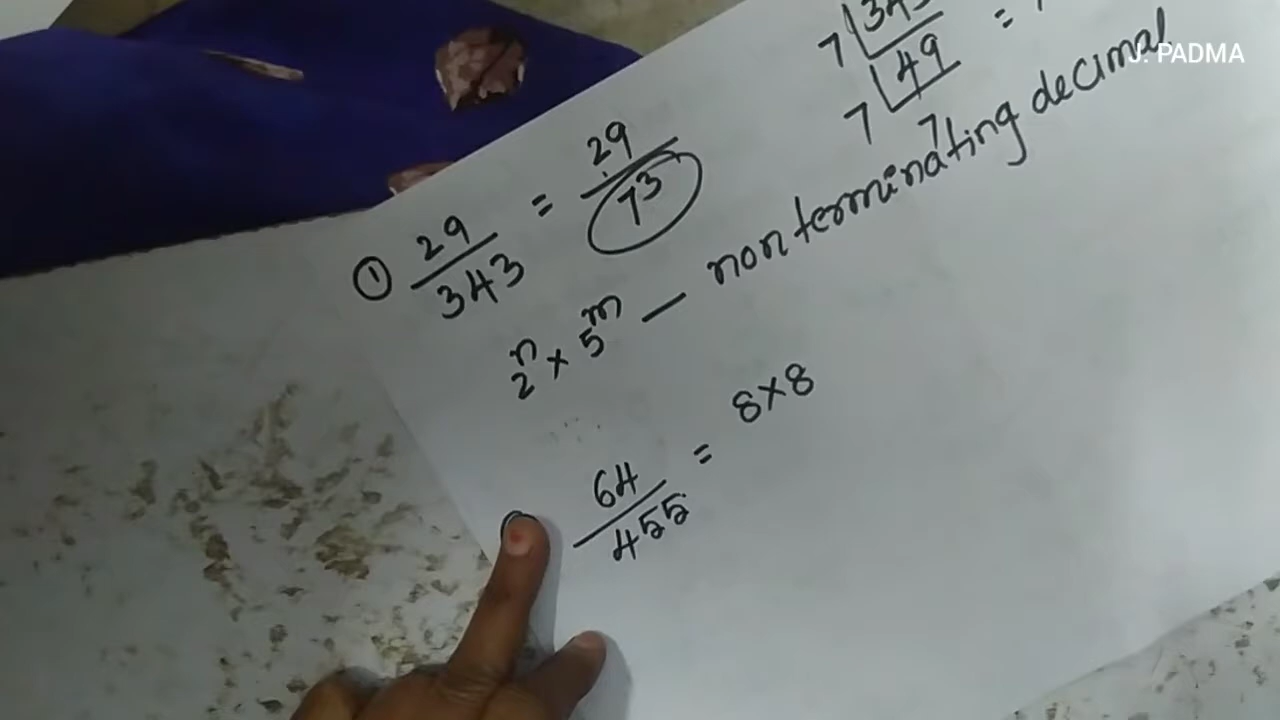 J. PADMA
7 343 =
7 49
7
① 29/343 = 29/7³
2ⁿ × 5ᵐ — non terminating decimal
64/455 = 8×8